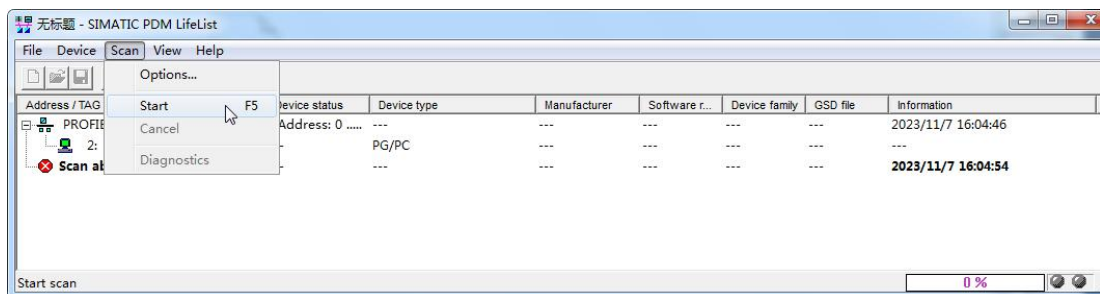 无标题 - SIMATIC PDM LifeList
File Device Scan View Help
Options...
Address / TAG Device status Device type Manufacturer Software r... Device family GSD file Information
Start F5
PROFIE Address: 0 ..... --- --- --- --- --- 2023/11/7 16:04:46
Cancel
2: - PG/PC --- --- --- --- ---
Diagnostics
Scan ab - --- --- --- --- --- 2023/11/7 16:04:54
Start scan 0 %